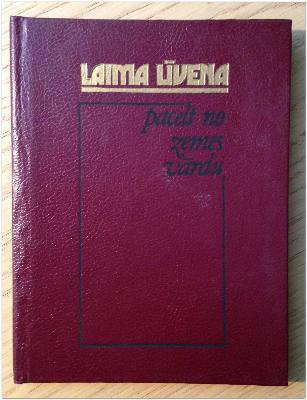 LAIMA LĪVENA
pacelt no
zemes
vārdu